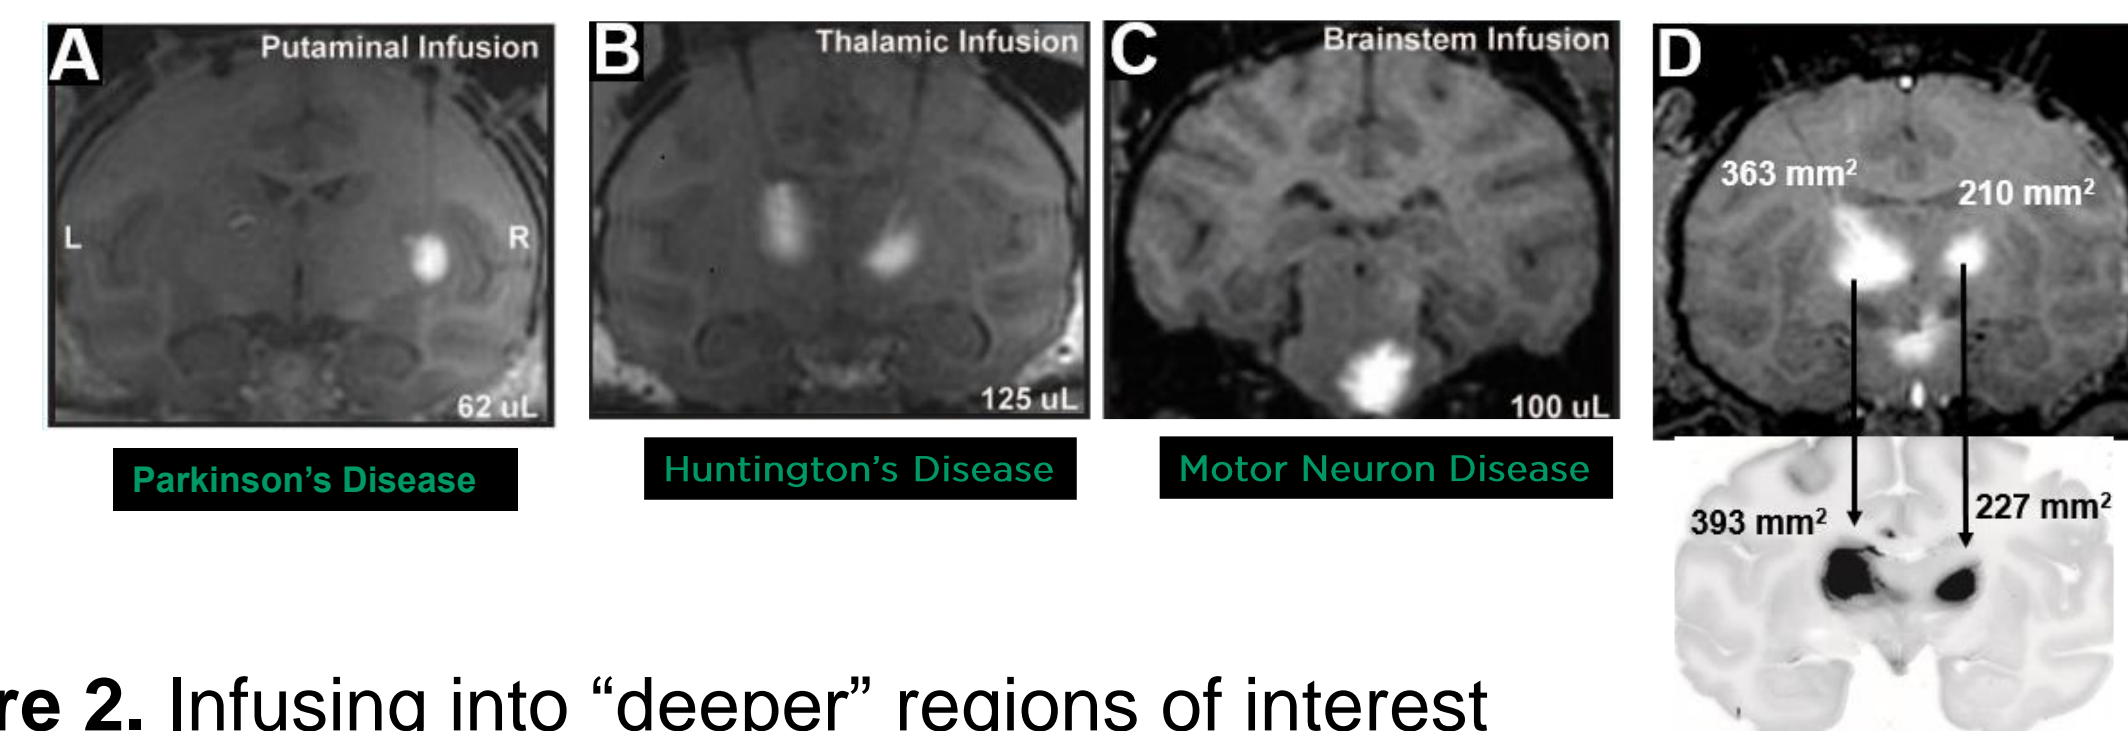 A
Putaminal Infusion
L
R
62 uL
Parkinson’s Disease
B
Thalamic Infusion
125 uL
Huntington’s Disease
C
Brainstem Infusion
100 uL
Motor Neuron Disease
D
363 mm²
210 mm²
393 mm²
227 mm²
re 2. Infusing into “deeper” regions of interest